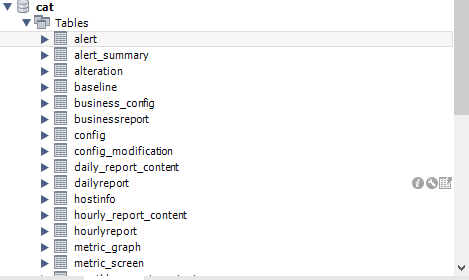 cat
Tables
alert
alert_summary
alteration
baseline
business_config
businessreport
config
config_modification
daily_report_content
dailyreport
hostinfo
hourly_report_content
hourlyreport
metric_graph
metric_screen